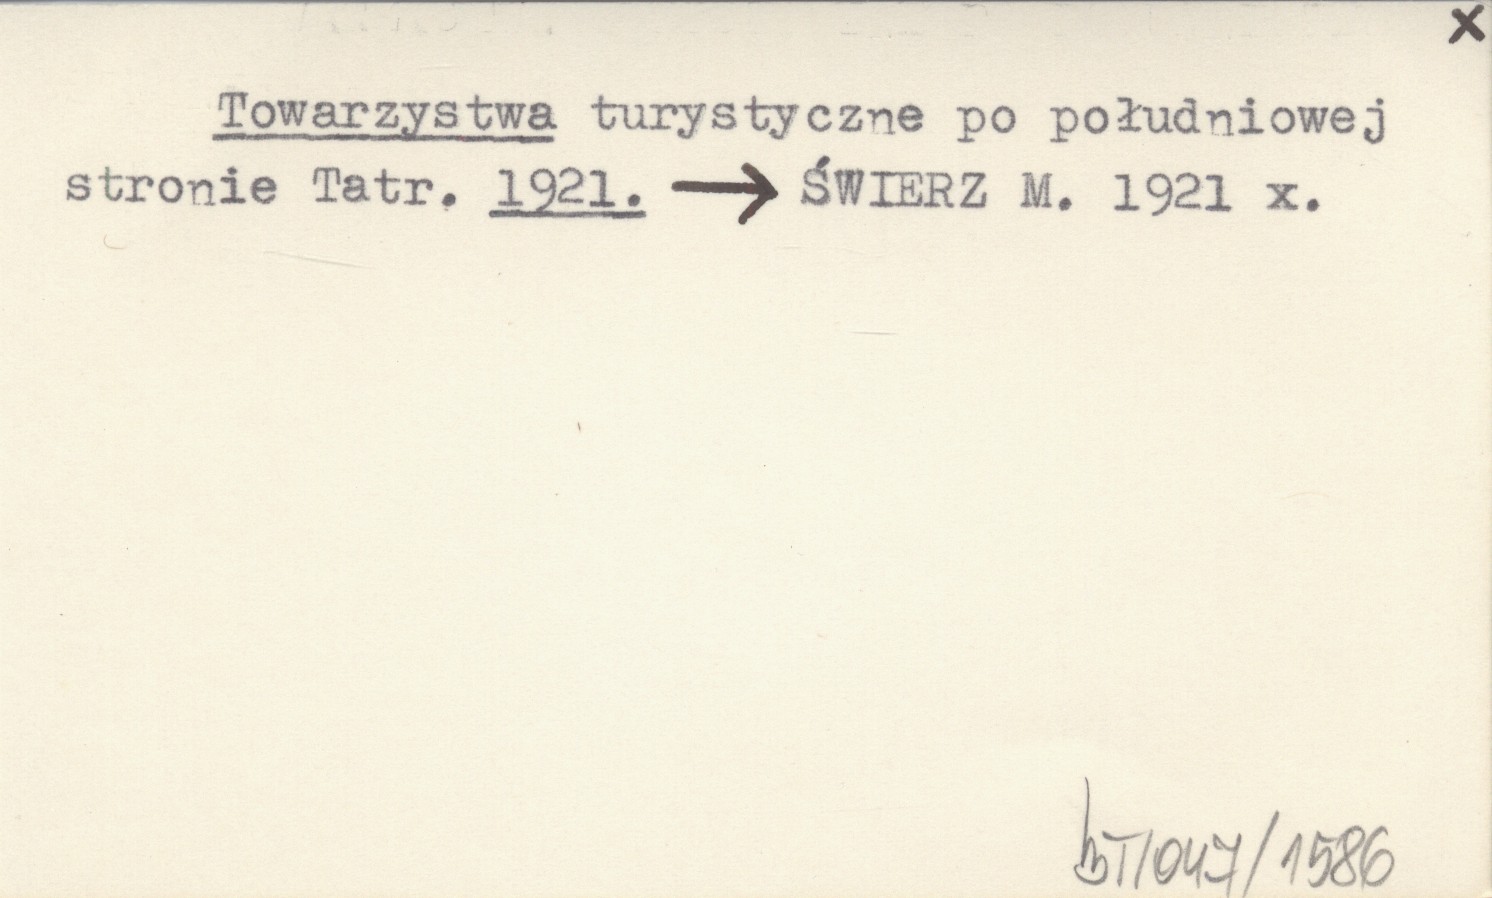 x
Towarzystwa turystyczne po południowej
stronie Tatr. 1921. → ŚWIERZ M. 1921 x.
bT/047/1586